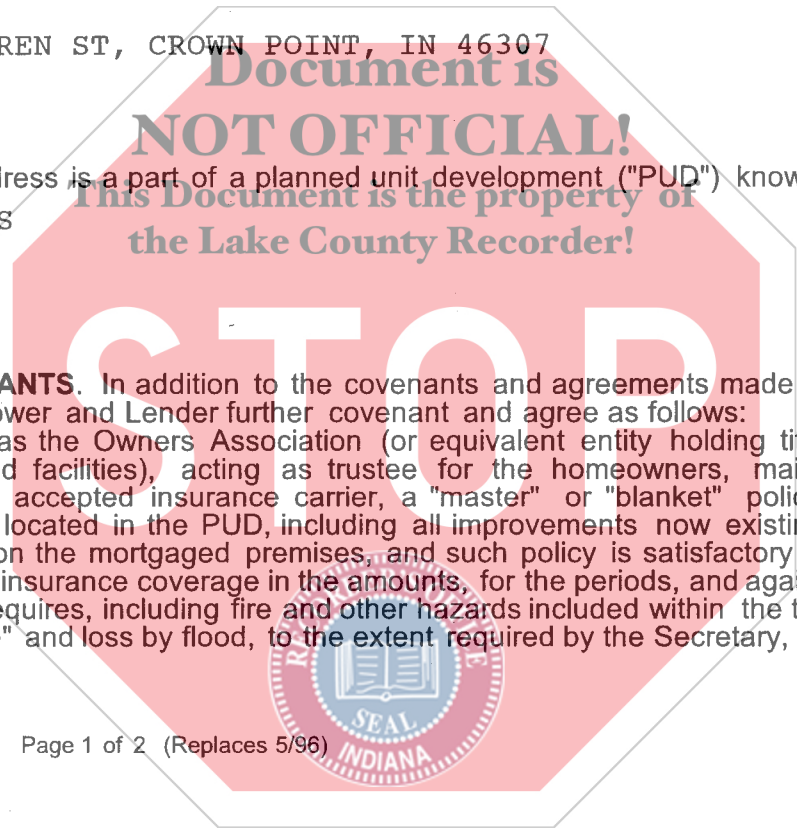 REN ST, CROWN POINT, IN 46307
Document is
NOT OFFICIAL!
ress is a part of a planned unit development ("PUD") know
This Document is the property of
S
the Lake County Recorder!
STOP
ANTS. In addition to the covenants and agreements made
wer and Lender further covenant and agree as follows:
as the Owners Association (or equivalent entity holding ti
d facilities), acting as trustee for the homeowners, mai
accepted insurance carrier, a "master" or "blanket" polic
located in the PUD, including all improvements now existin
on the mortgaged premises, and such policy is satisfactory
insurance coverage in the amounts, for the periods, and agai
equires, including fire and other hazards included within the t
" and loss by flood, to the extent required by the Secretary,
RECORDER'S OFFICE
SEAL
INDIANA
Page 1 of 2 (Replaces 5/96)